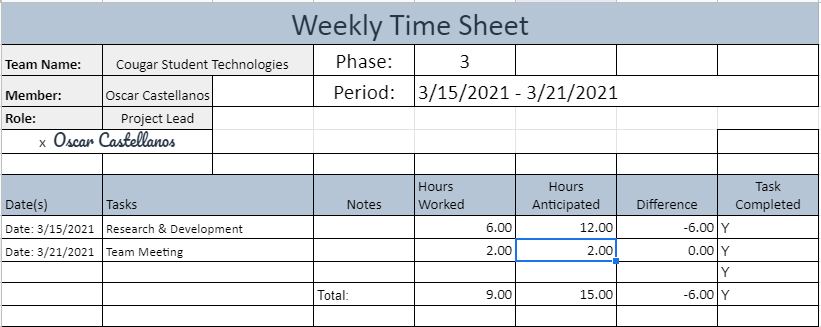 Weekly Time Sheet
Team Name: Cougar Student Technologies Phase: 3
Member: Oscar Castellanos Period: 3/15/2021 - 3/21/2021
Role: Project Lead
x Oscar Castellanos
Date(s) Tasks Notes Hours Worked Hours Anticipated Difference Task Completed
Date: 3/15/2021 Research & Development 6.00 12.00 -6.00 Y
Date: 3/21/2021 Team Meeting 2.00 2.00 0.00 Y
Y
Total: 9.00 15.00 -6.00 Y